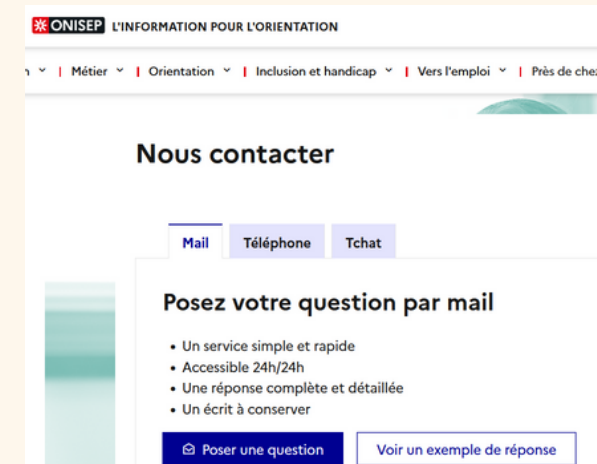 ONISEP L'INFORMATION POUR L'ORIENTATION
Métier | Orientation | Inclusion et handicap | Vers l'emploi | Près de
Nous contacter
Mail Téléphone Tchat
Posez votre question par mail
• Un service simple et rapide
• Accessible 24h/24h
• Une réponse complète et détaillée
• Un écrit à conserver
Poser une question Voir un exemple de réponse